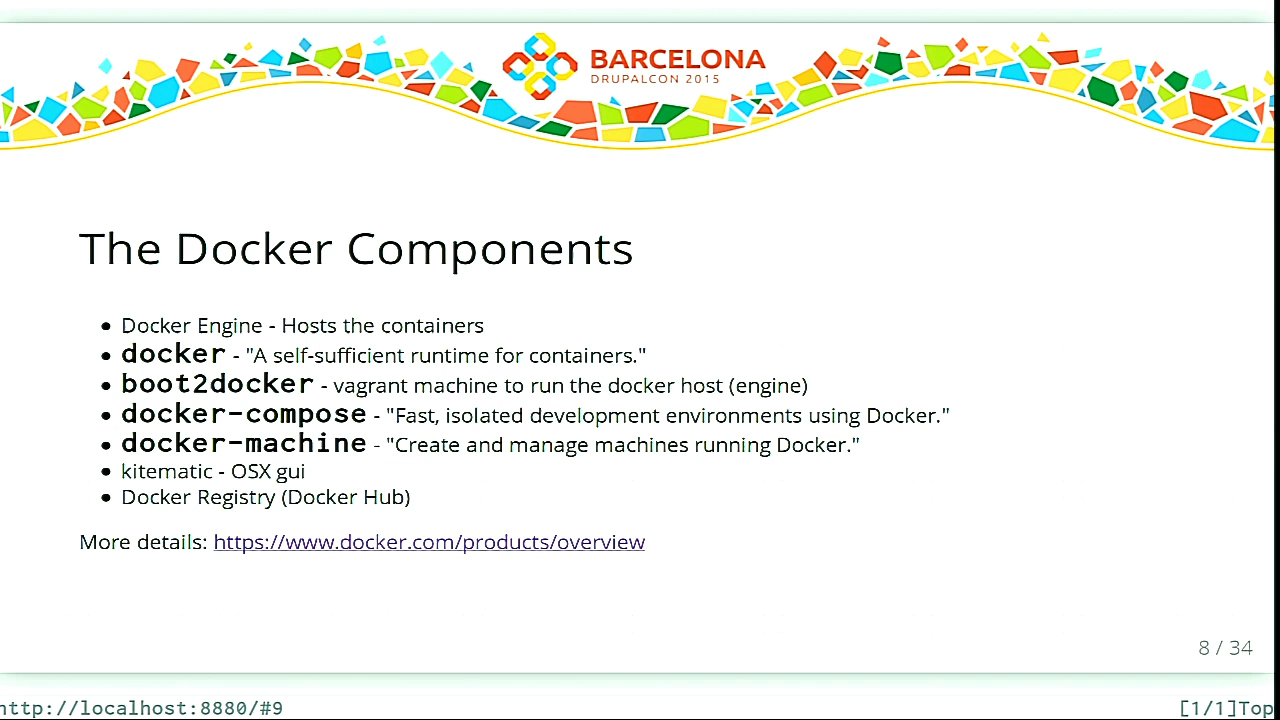 BARCELONA
DRUPALCON 2015
The Docker Components
• Docker Engine - Hosts the containers
• docker - "A self-sufficient runtime for containers."
• boot2docker - vagrant machine to run the docker host (engine)
• docker-compose - "Fast, isolated development environments using Docker."
• docker-machine - "Create and manage machines running Docker."
• kitematic - OSX gui
• Docker Registry (Docker Hub)
More details: https://www.docker.com/products/overview
8 / 34
http://localhost:8880/#9 [1/1]Top